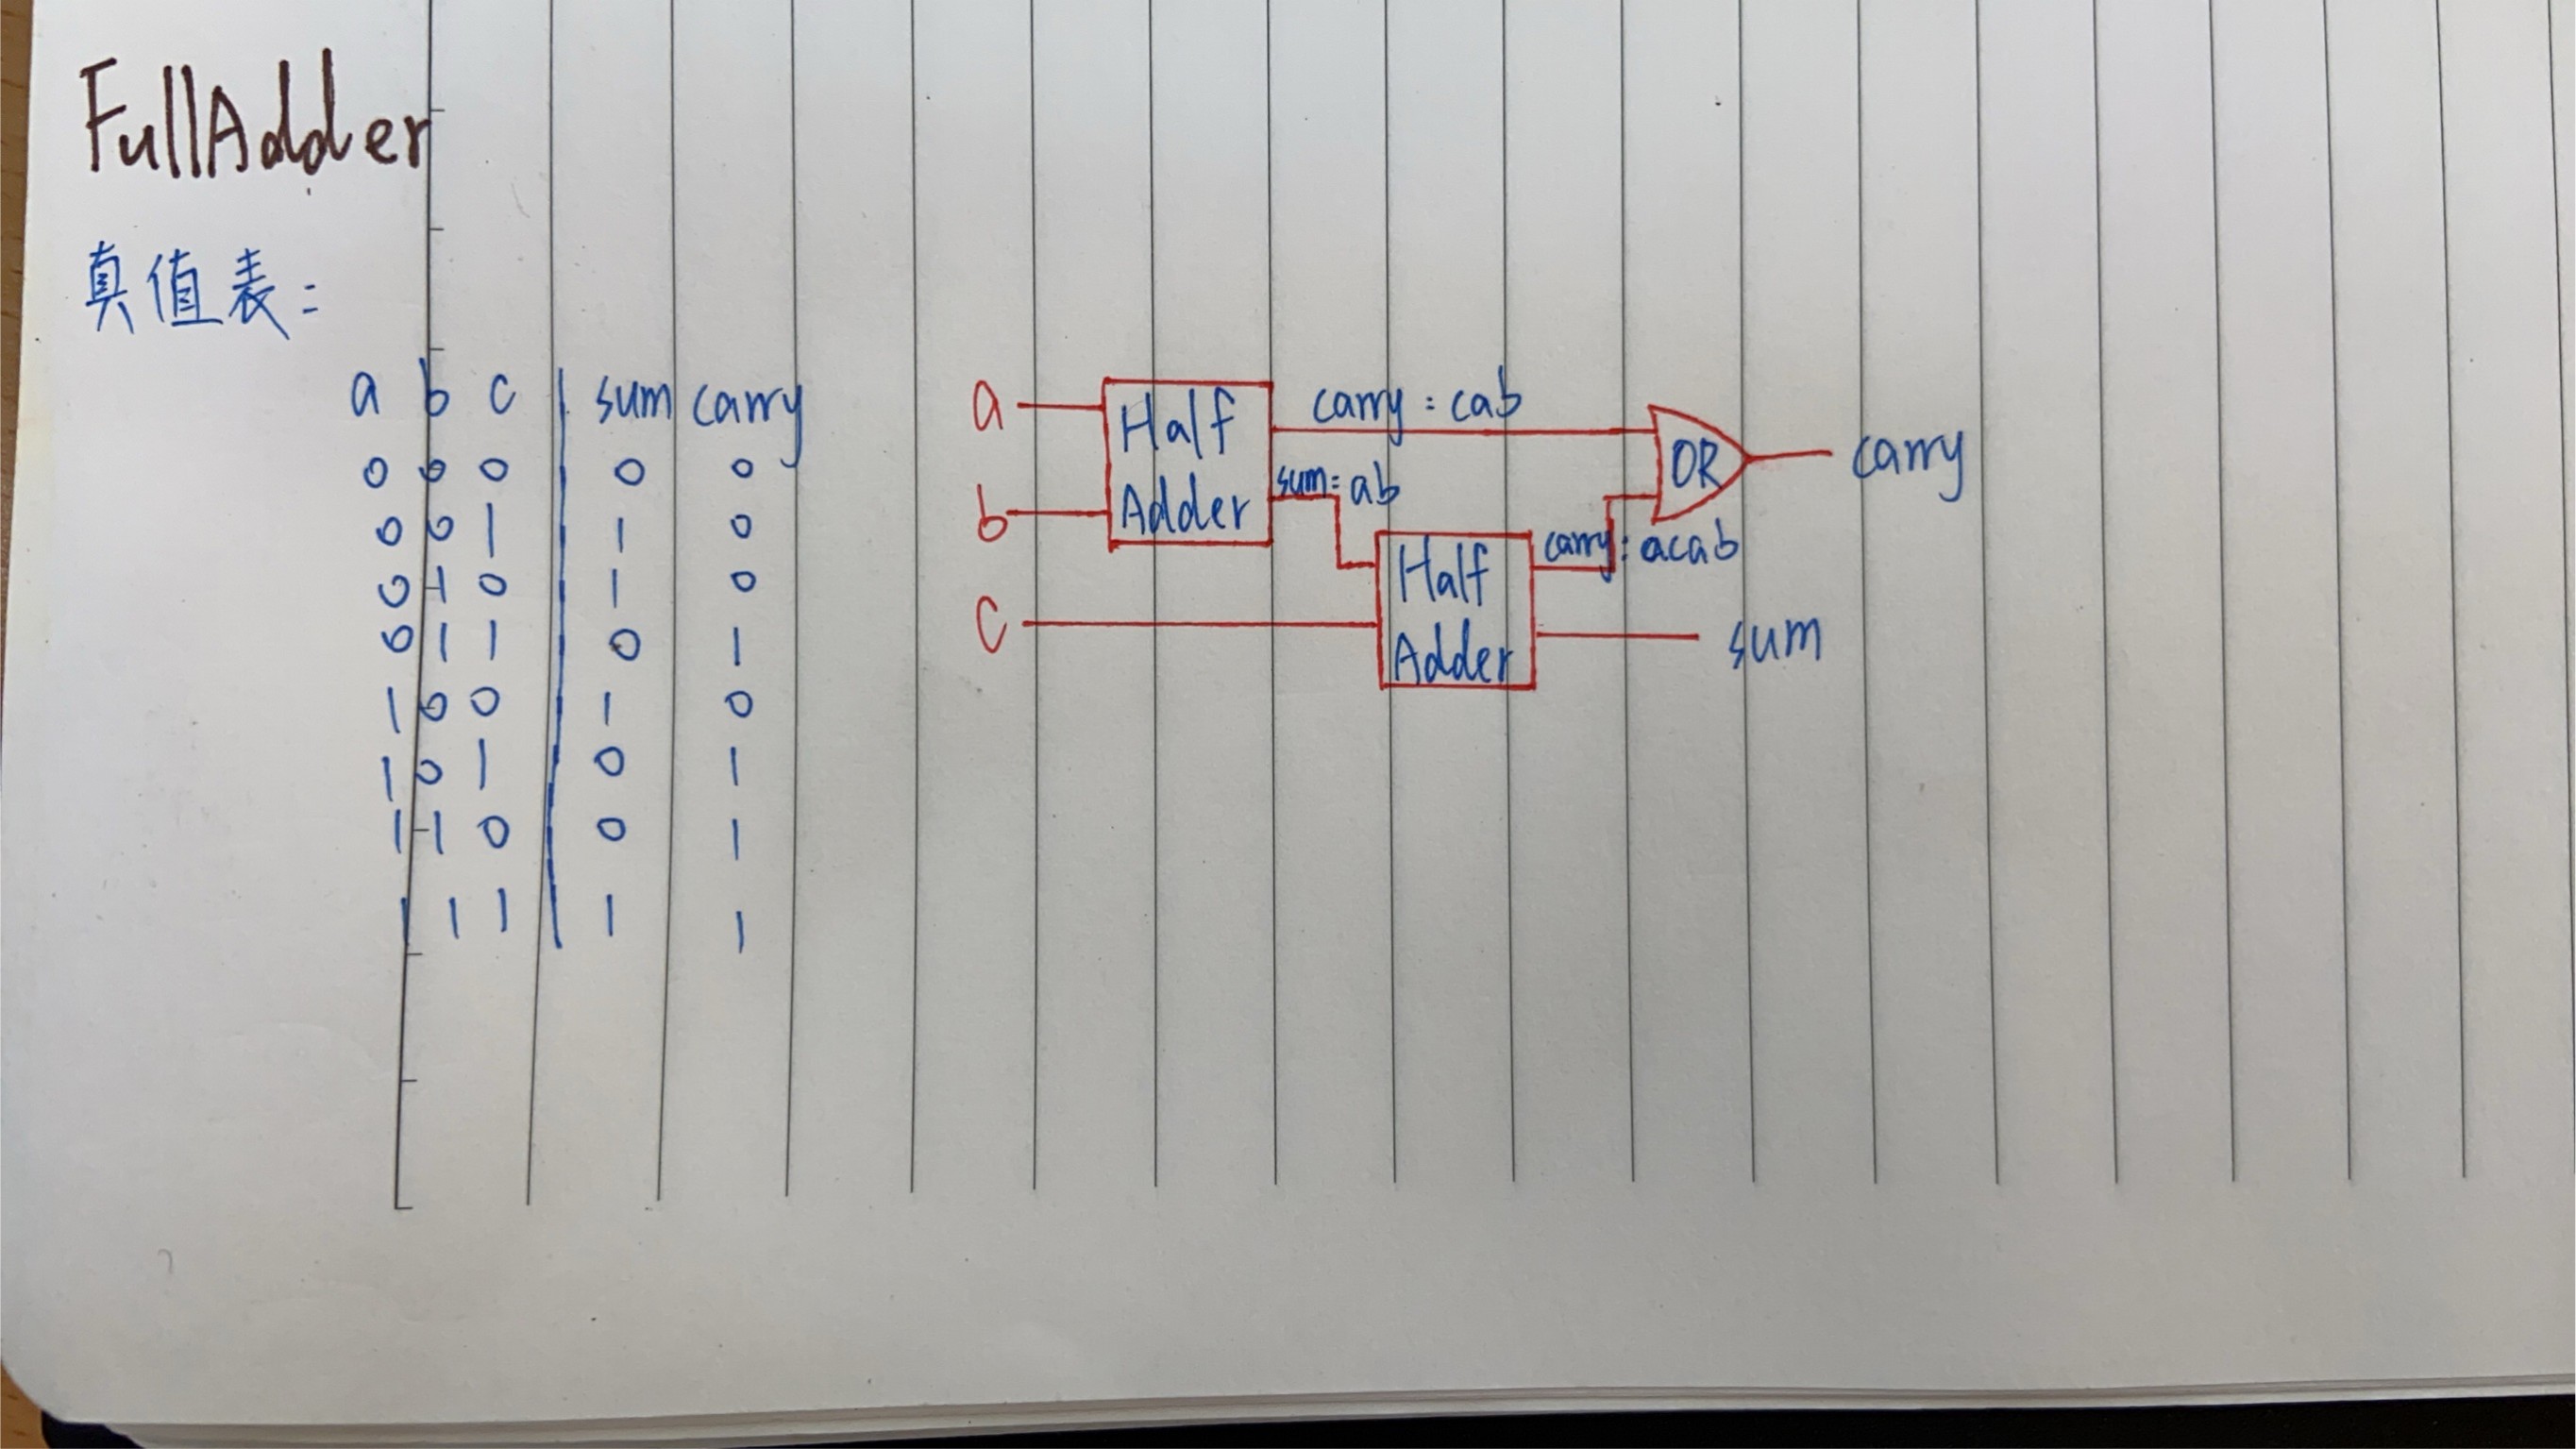 FullAdder
真值表:
a b c | sum carry
0 0 0 | 0 0
0 0 1 | 1 0
0 1 0 | 1 0
0 1 1 | 0 1
1 0 0 | 1 0
1 0 1 | 0 1
1 1 0 | 0 1
1 1 1 | 1 1
a
b
c
Half
Adder
carry: cab
sum: ab
Half
Adder
carry: acab
OR
carry
sum